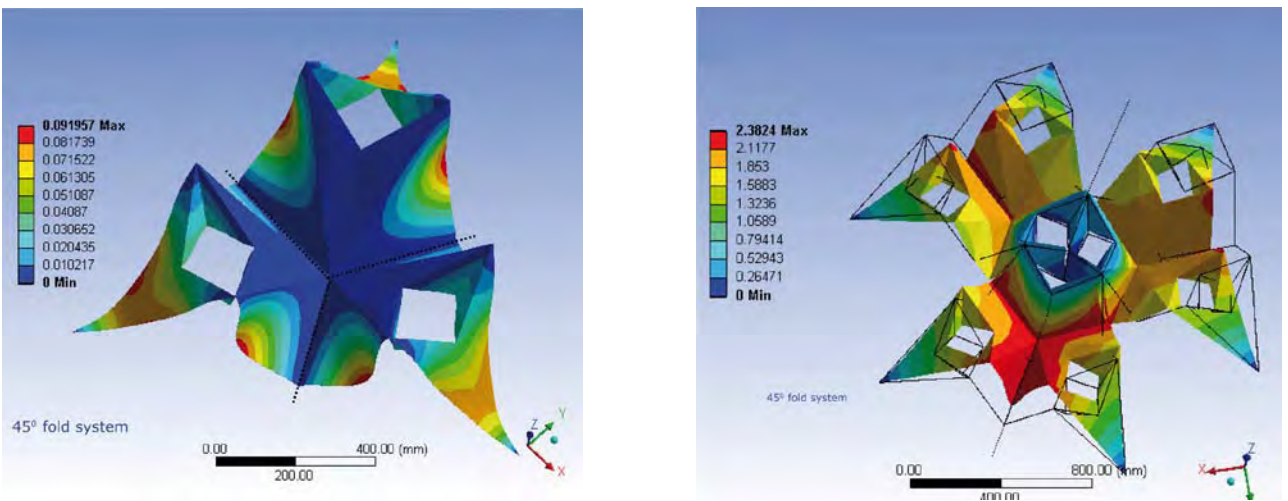 0.091957 Max
0.081739
0.071522
0.061305
0.051087
0.04087
0.030652
0.020435
0.010217
0 Min
45⁰ fold system
0.00
400.00 (mm)
200.00
Z
Y
X
2.3824 Max
2.1177
1.853
1.5883
1.3236
1.0589
0.79414
0.52943
0.26471
0 Min
45⁰ fold system
0.00
800.00 (mm)
400.00
X
Z